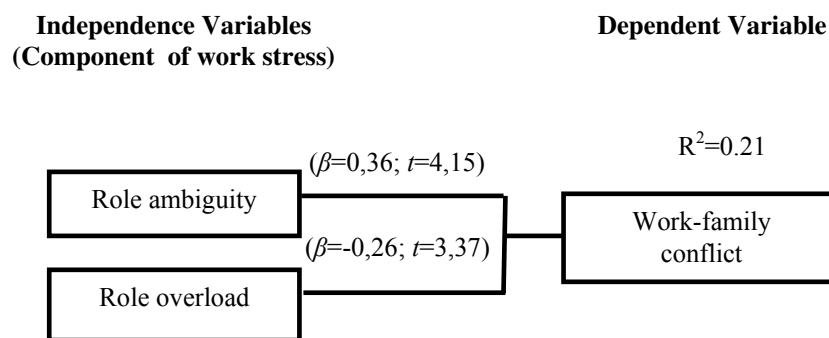 Independence Variables
(Component of work stress)
Dependent Variable
(β=0,36; t=4,15)
R²=0.21
Role ambiguity
Work-family
conflict
(β=-0,26; t=3,37)
Role overload